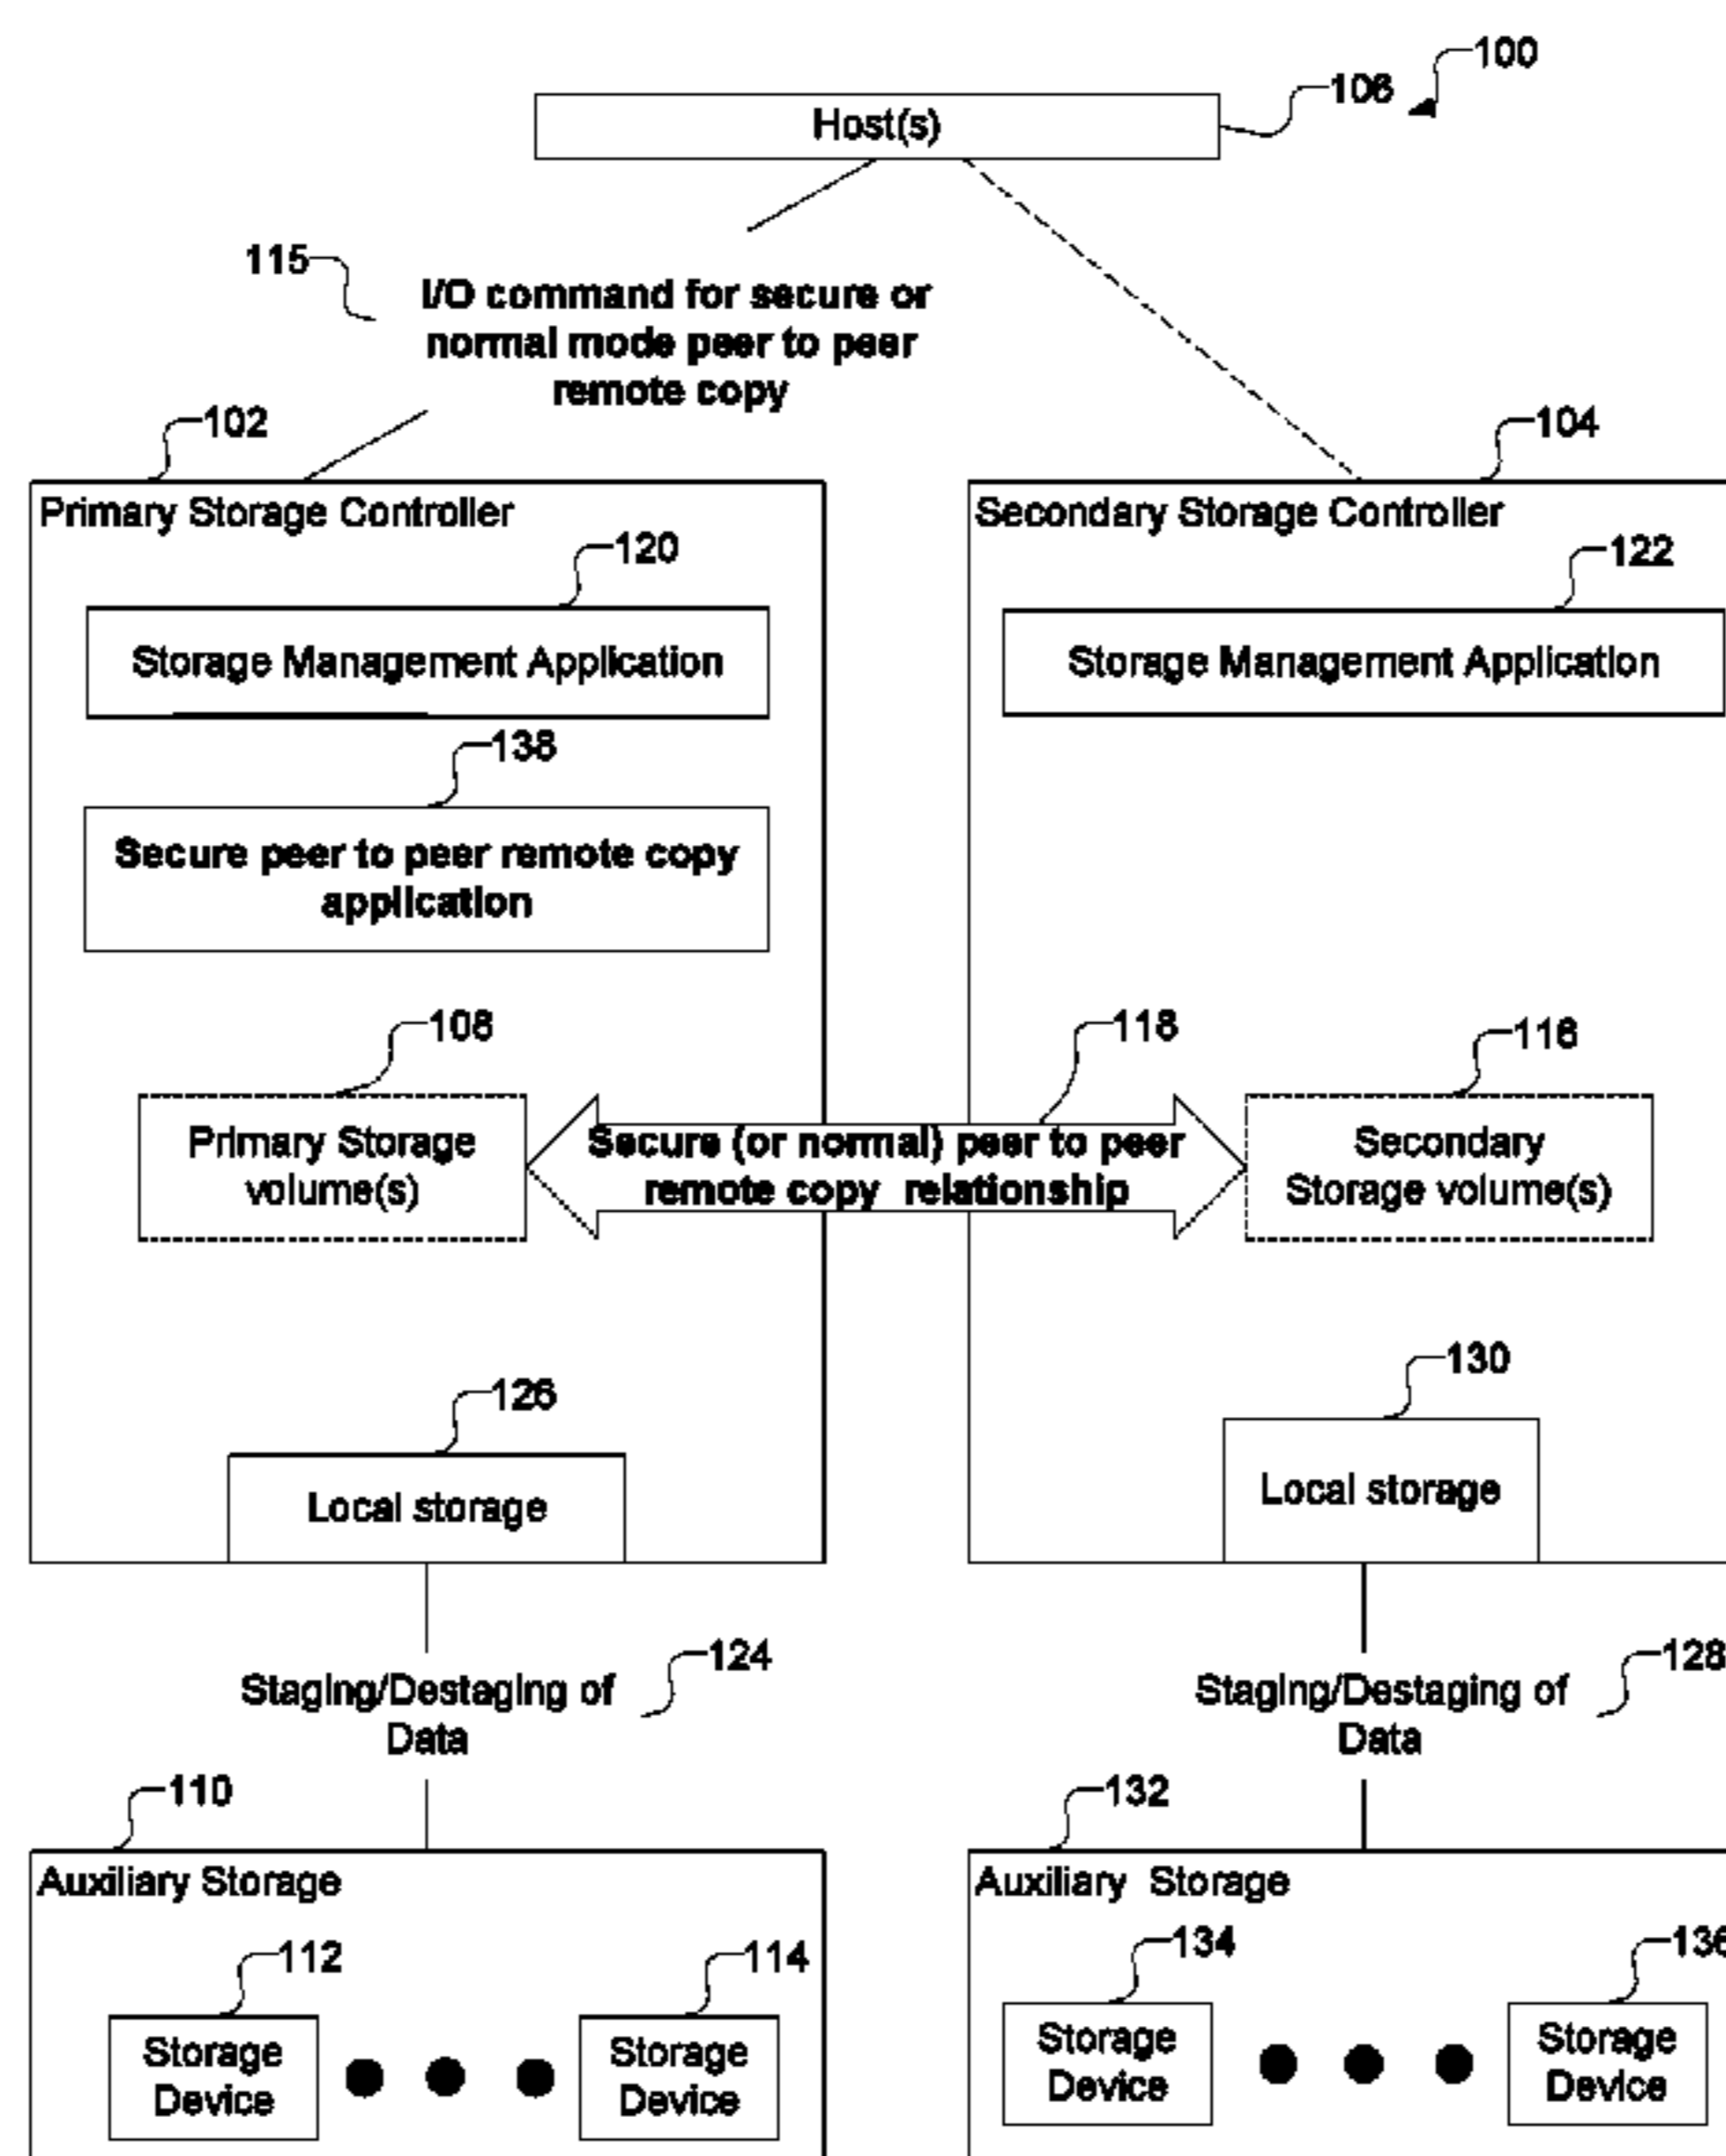 100
106
Host(s)
115
I/O command for secure or
normal mode peer to peer
remote copy
102
104
Primary Storage Controller
Secondary Storage Controller
120
122
Storage Management Application
Storage Management Application
138
Secure peer to peer remote copy
application
108
118
116
Primary Storage
volume(s)
Secure (or normal) peer to peer
remote copy relationship
Secondary
Storage volume(s)
126
130
Local storage
Local storage
124
128
Staging/Destaging of
Data
Staging/Destaging of
Data
110
132
Auxiliary Storage
Auxiliary Storage
112
114
134
136
Storage
Device
Storage
Device
Storage
Device
Storage
Device